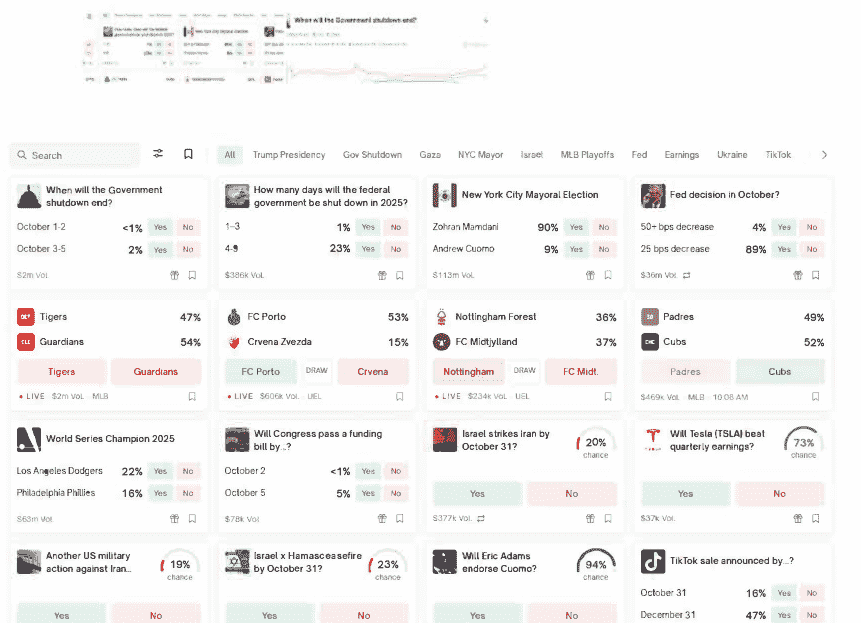 When will the Government shutdown end?
Search
All Trump Presidency Gov Shutdown Gaza NYC Mayor Israel MLB Playoffs Fed Earnings Ukraine TikTok
When will the Government
shutdown end?
October 1-2 <1% Yes No
October 3-5 2% Yes No
$2m Vol.
How many days will the federal
government be shut down in 2025?
1–3 1% Yes No
4-9 23% Yes No
$386k Vol.
New York City Mayoral Election
Zohran Mamdani 90% Yes No
Andrew Cuomo 9% Yes No
$113m Vol.
Fed decision in October?
50+ bps decrease 4% Yes No
25 bps decrease 89% Yes No
$36m Vol.
Tigers 47%
Guardians 54%
Tigers Guardians
LIVE $2m Vol. MLB
FC Porto 53%
Crvena Zvezda 15%
FC Porto DRAW Crvena
LIVE $606k Vol. UEL
Nottingham Forest 36%
FC Midtjylland 37%
Nottingham DRAW FC Midt.
LIVE $234k Vol. UEL
Padres 49%
Cubs 52%
Padres Cubs
$469k Vol. MLB 10:08 AM
World Series Champion 2025
Los Angeles Dodgers 22% Yes No
Philadelphia Phillies 16% Yes No
$63m Vol.
Will Congress pass a funding
bill by...?
October 2 <1% Yes No
October 5 5% Yes No
$78k Vol.
Israel strikes Iran by
October 31?
20%
chance
Yes No
$377k Vol.
Will Tesla (TSLA) beat
quarterly earnings?
73%
chance
Yes No
$37k Vol.
Another US military
action against Iran...
19%
chance
Yes No
Israel x Hamas ceasefire
by October 31?
23%
chance
Yes No
Will Eric Adams
endorse Cuomo?
94%
chance
Yes No
TikTok sale announced by...?
October 31 16% Yes No
December 31 47% Yes No